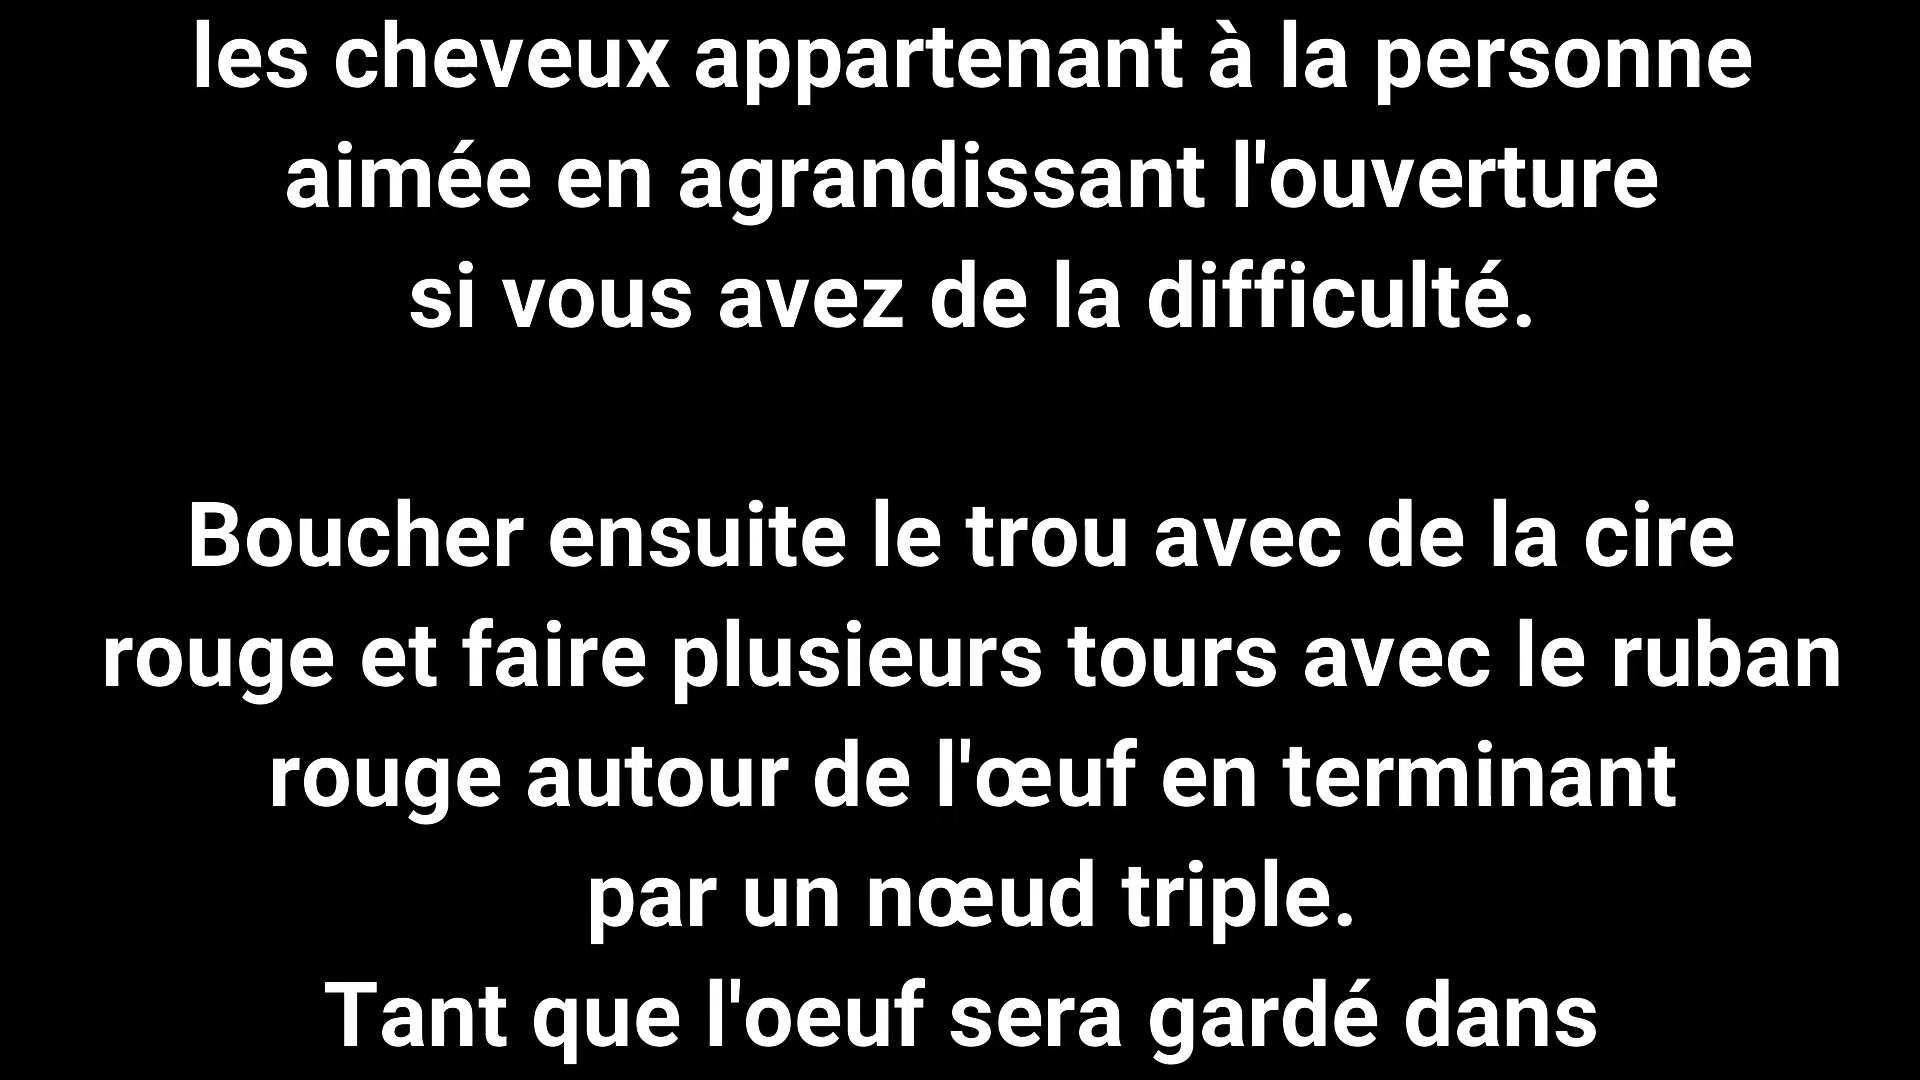 les cheveux appartenant à la personne
aimée en agrandissant l'ouverture
si vous avez de la difficulté.
Boucher ensuite le trou avec de la cire
rouge et faire plusieurs tours avec le ruban
rouge autour de l'œuf en terminant
par un nœud triple.
Tant que l'oeuf sera gardé dans